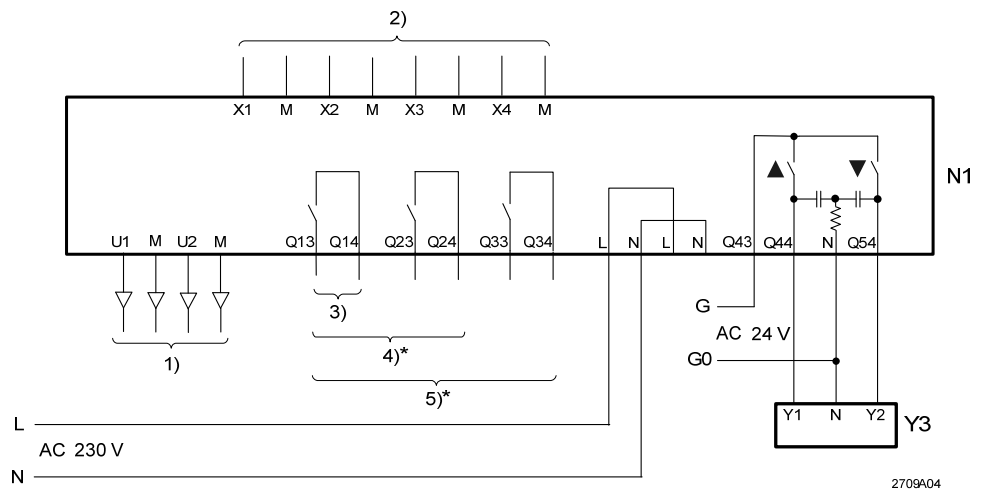 2)
X1 M X2 M X3 M X4 M
N1
U1 M U2 M Q13 Q14 Q23 Q24 Q33 Q34 L N L N Q43 Q44 N Q54
3)
G
AC 24 V
4)*
1)
G0
5)*
L
Y1 N Y2
Y3
AC 230 V
N
2709A04